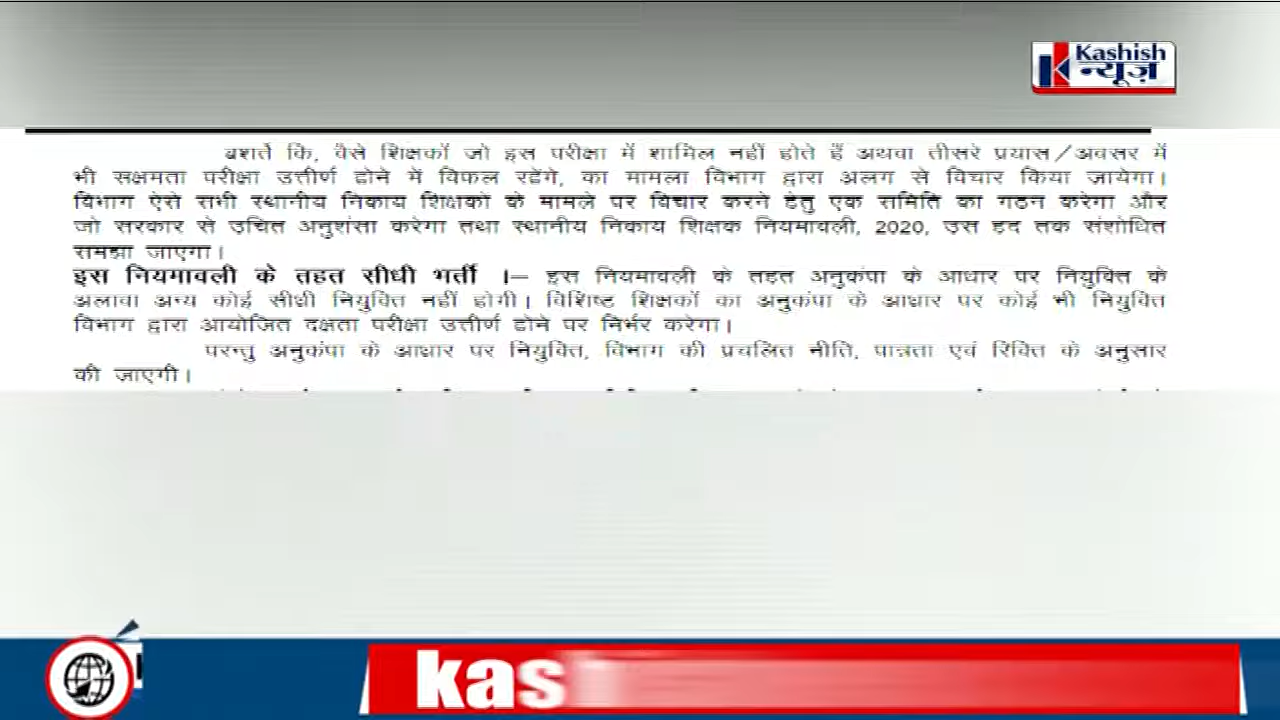 Kashish
न्यूज़
बशर्ते कि, वैसे शिक्षकों जो इस परीक्षा में शामिल नहीं होते हैं अथवा तीसरे प्रयास/अवसर में
भी सक्षमता परीक्षा उत्तीर्ण होने में विफल रहेंगे, का मामला विभाग द्वारा अलग से विचार किया जायेगा।
विभाग ऐसे सभी स्थानीय निकाय शिक्षकों के मामले पर विचार करने हेतु एक समिति का गठन करेगा और
जो सरकार से उचित अनुशंसा करेगा तथा स्थानीय निकाय शिक्षक नियमावली, 2020, उस हद तक संशोधित
समझा जाएगा।
इस नियमावली के तहत सीधी भर्ती ।– इस नियमावली के तहत अनुकंपा के आधार पर नियुक्ति के
अलावा अन्य कोई सीधी नियुक्ति नहीं होगी। विशिष्ट शिक्षकों का अनुकंपा के आधार पर कोई भी नियुक्ति
विभाग द्वारा आयोजित दक्षता परीक्षा उत्तीर्ण होने पर निर्भर करेगा।
परन्तु अनुकंपा के आधार पर नियुक्ति, विभाग की प्रचलित नीति, पात्रता एवं रिक्ति के अनुसार
की जाएगी।
kas